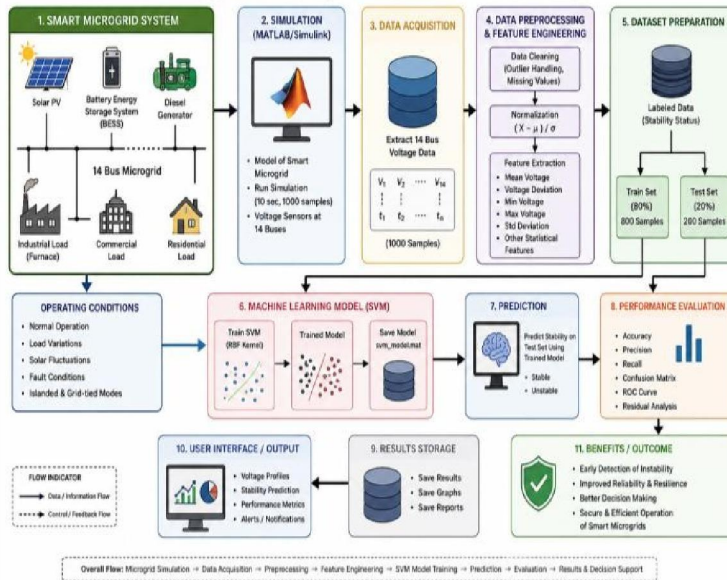 1. SMART MICROGRID SYSTEM
Solar PV
Battery Energy
Storage System
(BESS)
Diesel
Generator
14 Bus Microgrid
Industrial Load
(Furnace)
Commercial
Load
Residential
Load
2. SIMULATION
(MATLAB/Simulink)
• Model of Smart
Microgrid
• Run Simulation
(10 sec, 1000 samples)
• Voltage Sensors at
14 Buses
3. DATA ACQUISITION
Extract 14 Bus
Voltage Data
V₁ V₂ ···· V₁₄
t₁ t₂ ···· tₙ
(1000 Samples)
4. DATA PREPROCESSING
& FEATURE ENGINEERING
Data Cleaning
(Outlier Handling,
Missing Values)
Normalization
(X − μ) / σ
Feature Extraction
• Mean Voltage
• Voltage Deviation
• Min Voltage
• Max Voltage
• Std Deviation
• Other Statistical
Features
5. DATASET PREPARATION
Labeled Data
(Stability Status)
Train Set
(80%)
800 Samples
Test Set
(20%)
200 Samples
OPERATING CONDITIONS
• Normal Operation
• Load Variations
• Solar Fluctuations
• Fault Conditions
• Islanded & Grid-tied Modes
6. MACHINE LEARNING MODEL (SVM)
Train SVM
(RBF Kernel)
Trained Model
Save Model
svm_model.mat
7. PREDICTION
Predict Stability on
Test Set Using
Trained Model
• Stable
• Unstable
8. PERFORMANCE EVALUATION
• Accuracy
• Precision
• Recall
• Confusion Matrix
• ROC Curve
• Residual Analysis
10. USER INTERFACE / OUTPUT
• Voltage Profiles
• Stability Prediction
• Performance Metrics
• Alerts / Notifications
9. RESULTS STORAGE
• Save Results
• Save Graphs
• Save Reports
11. BENEFITS / OUTCOME
• Early Detection of Instability
• Improved Reliability & Resilience
• Better Decision Making
• Secure & Efficient Operation
of Smart Microgrids
FLOW INDICATOR
Data / Information Flow
Control / Feedback Flow
Overall Flow: Microgrid Simulation → Data Acquisition → Preprocessing → Feature Engineering → SVM Model Training → Prediction → Evaluation → Results & Decision Support